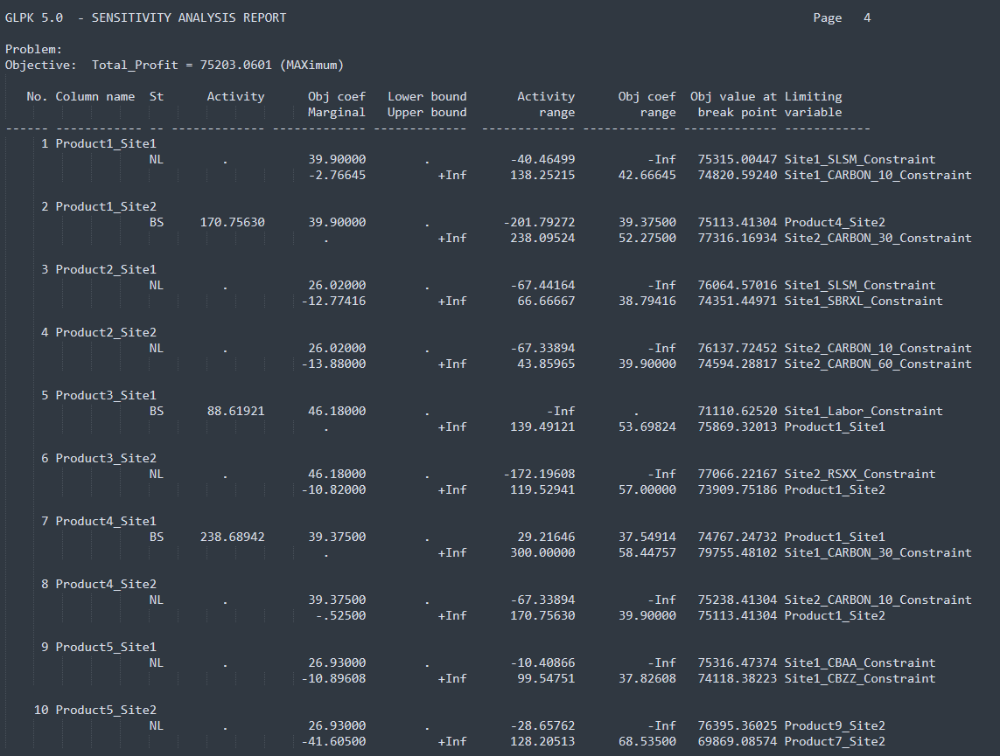 GLPK 5.0  - SENSITIVITY ANALYSIS REPORT                                                                         Page   4
Problem:
Objective:  Total_Profit = 75203.0601 (MAXimum)
   No. Column name  St      Activity      Obj coef   Lower bound       Activity      Obj coef  Obj value at Limiting
                                          Marginal   Upper bound          range         range   break point variable
------ ------------ -- ------------- ------------- -------------  ------------- ------------- ------------- ------------
     1 Product1_Site1
                    NL        .           39.90000        .           -40.46499          -Inf   75315.00447 Site1_SLSM_Constraint
                                          -2.76645          +Inf      138.25215      42.66645   74820.59240 Site1_CARBON_10_Constraint
     2 Product1_Site2
                    BS     170.75630      39.90000        .          -201.79272      39.37500   75113.41304 Product4_Site2
                                            .               +Inf      238.09524      52.27500   77316.16934 Site2_CARBON_30_Constraint
     3 Product2_Site1
                    NL        .           26.02000        .           -67.44164          -Inf   76064.57016 Site1_SLSM_Constraint
                                         -12.77416          +Inf       66.66667      38.79416   74351.44971 Site1_SBRXL_Constraint
     4 Product2_Site2
                    NL        .           26.02000        .           -67.33894          -Inf   76137.72452 Site2_CARBON_10_Constraint
                                         -13.88000          +Inf       43.85965      39.90000   74594.28817 Site2_CARBON_60_Constraint
     5 Product3_Site1
                    BS      88.61921      46.18000        .                -Inf        .        71110.62520 Site1_Labor_Constraint
                                            .               +Inf      139.49121      53.69824   75869.32013 Product1_Site1
     6 Product3_Site2
                    NL        .           46.18000        .          -172.19608          -Inf   77066.22167 Site2_RSXX_Constraint
                                         -10.82000          +Inf      119.52941      57.00000   73909.75186 Product1_Site2
     7 Product4_Site1
                    BS     238.68942      39.37500        .            29.21646      37.54914   74767.24732 Product1_Site1
                                            .               +Inf      300.00000      58.44757   79755.48102 Site1_CARBON_30_Constraint
     8 Product4_Site2
                    NL        .           39.37500        .           -67.33894          -Inf   75238.41304 Site2_CARBON_10_Constraint
                                           -.52500          +Inf      170.75630      39.90000   75113.41304 Product1_Site2
     9 Product5_Site1
                    NL        .           26.93000        .           -10.40866          -Inf   75316.47374 Site1_CBAA_Constraint
                                         -10.89608          +Inf       99.54751      37.82608   74118.38223 Site1_CBZZ_Constraint
    10 Product5_Site2
                    NL        .           26.93000        .           -28.65762          -Inf   76395.36025 Product9_Site2
                                         -41.60500          +Inf      128.20513      68.53500   69869.08574 Product7_Site2